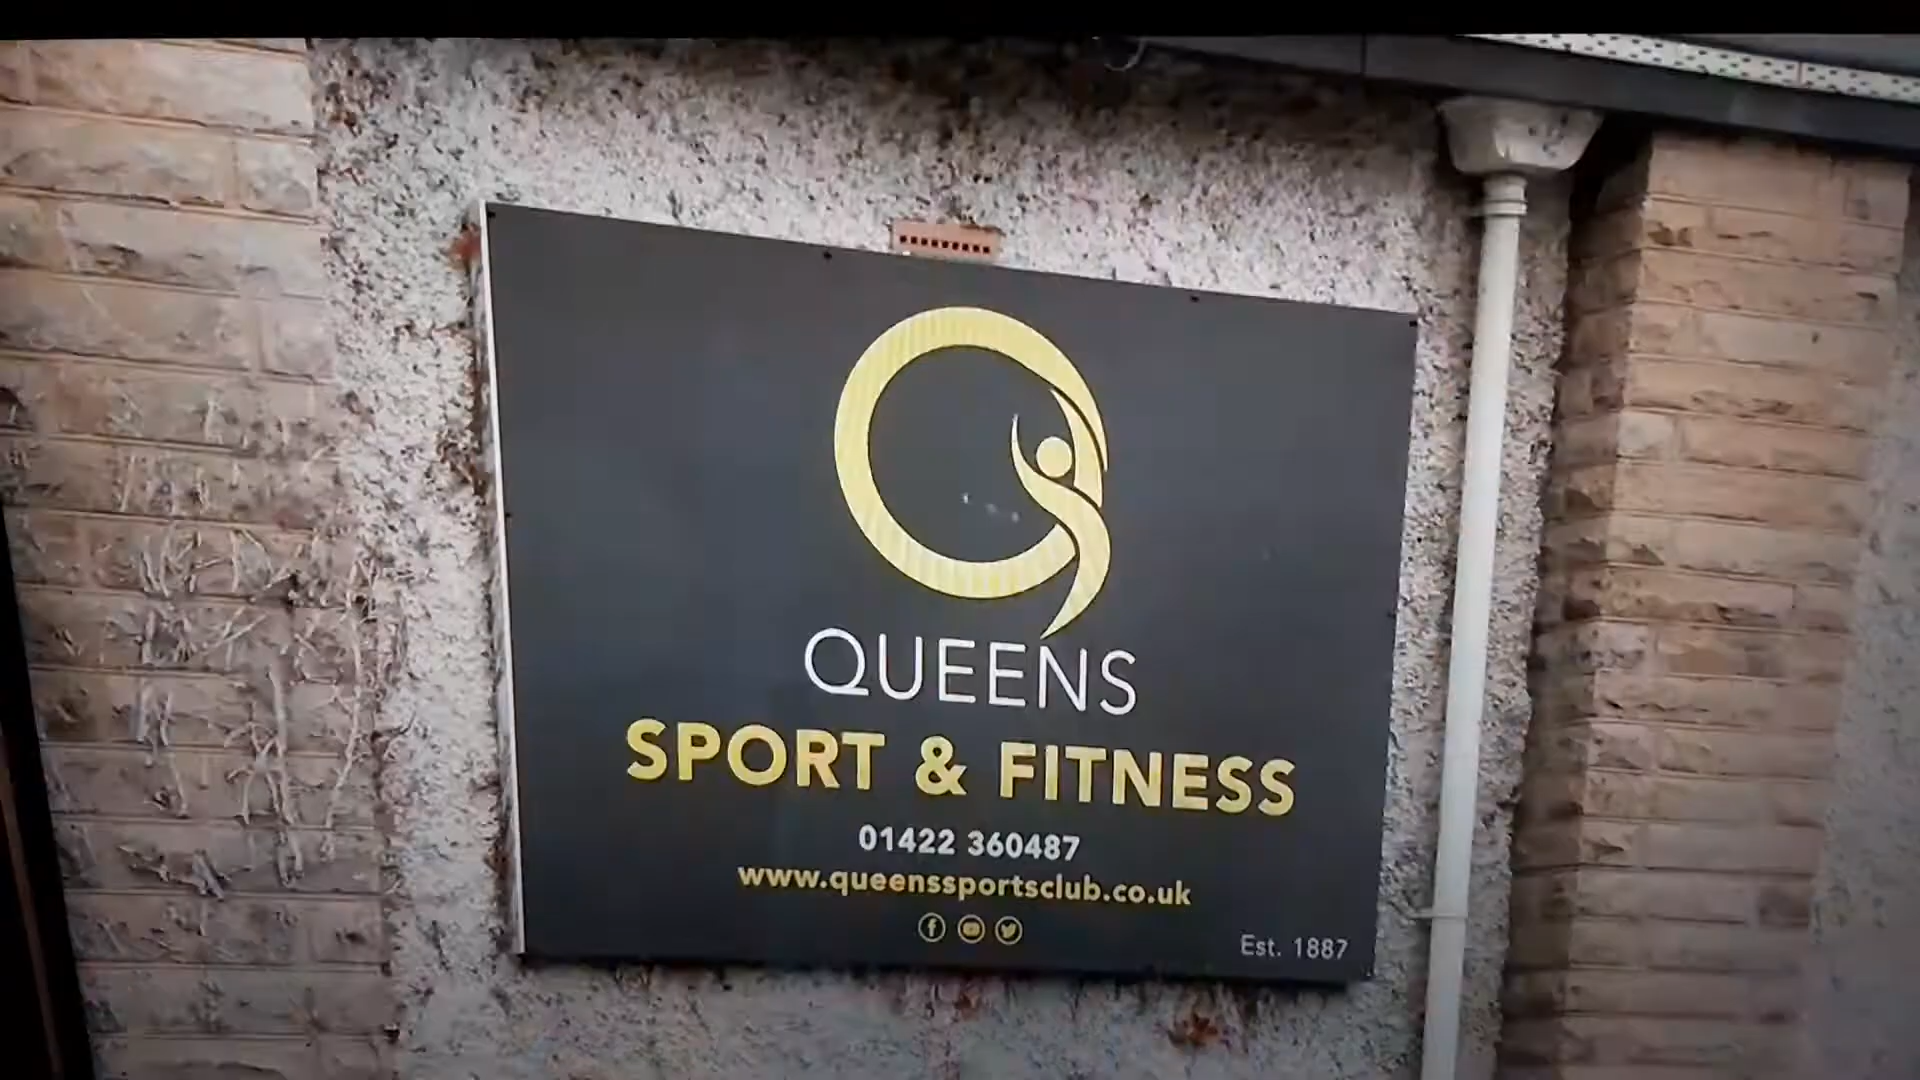 QUEENS
SPORT & FITNESS
01422 360487
www.queenssportsclub.co.uk
Est. 1887